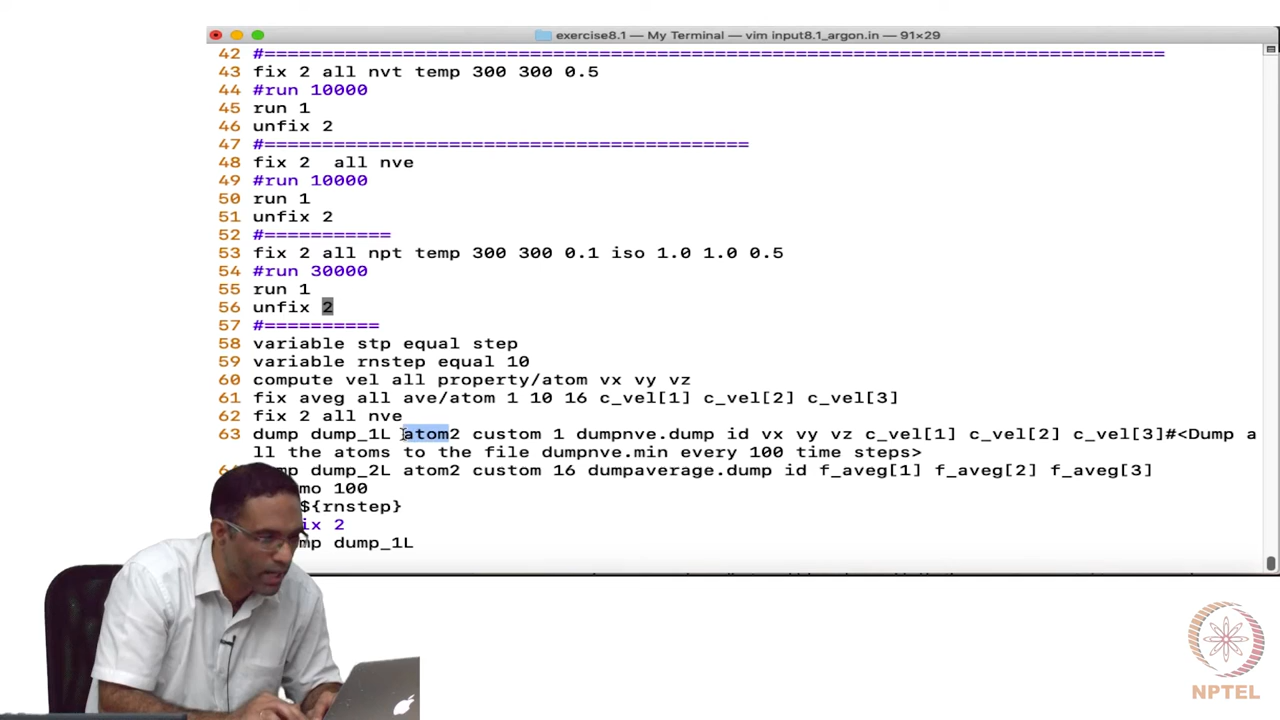 exercise8.1 — My Terminal — vim input8.1_argon.in — 91×29
42 #===================================================================================
43 fix 2 all nvt temp 300 300 0.5
44 #run 10000
45 run 1
46 unfix 2
47 #===========================================
48 fix 2  all nve
49 #run 10000
50 run 1
51 unfix 2
52 #===========
53 fix 2 all npt temp 300 300 0.1 iso 1.0 1.0 0.5
54 #run 30000
55 run 1
56 unfix 2
57 #==========
58 variable stp equal step
59 variable rnstep equal 10
60 compute vel all property/atom vx vy vz
61 fix aveg all ave/atom 1 10 16 c_vel[1] c_vel[2] c_vel[3]
62 fix 2 all nve
63 dump dump_1L atom2 custom 1 dumpnve.dump id vx vy vz c_vel[1] c_vel[2] c_vel[3]#<Dump a
ll the atoms to the file dumpnve.min every 100 time steps>
dump_2L atom2 custom 16 dumpaverage.dump id f_aveg[1] f_aveg[2] f_aveg[3]
mo 100
${rnstep}
ix 2
mp dump_1L
NPTEL